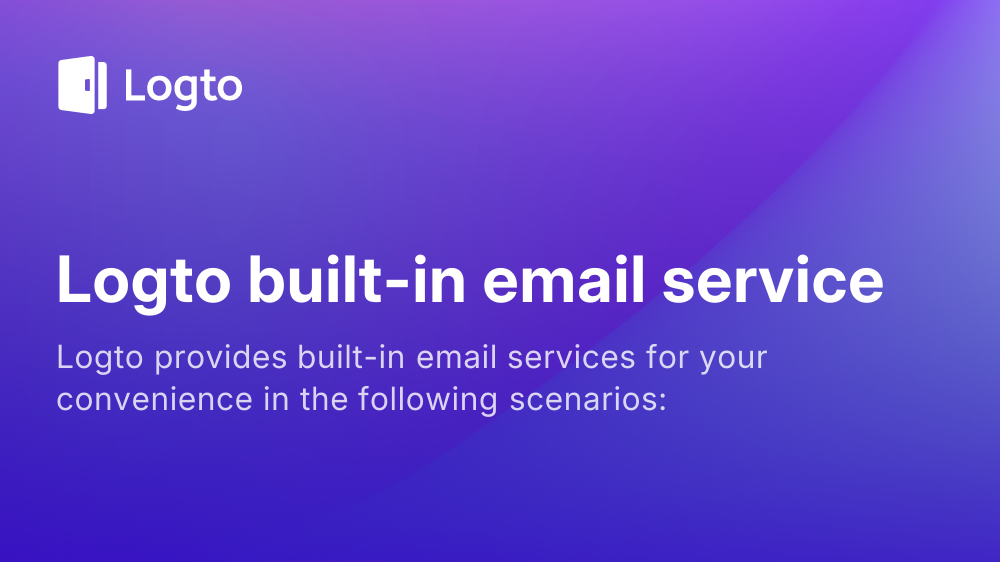 Logto
Logto built-in email service
Logto provides built-in email services for your
convenience in the following scenarios: